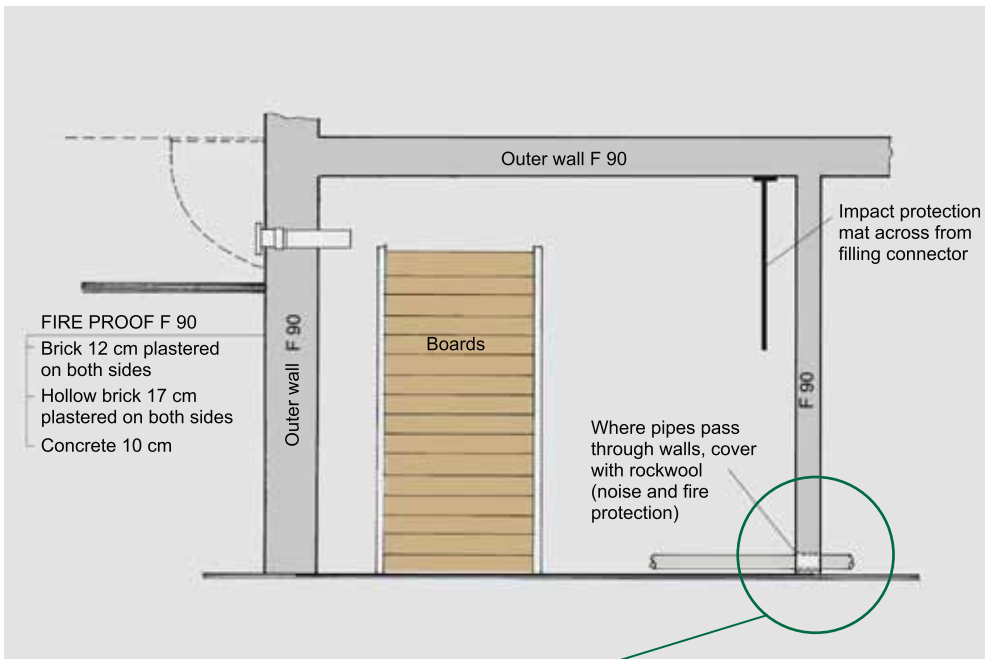 Outer wall F 90
Impact protection
mat across from
filling connector
FIRE PROOF F 90
Brick 12 cm plastered
on both sides
Hollow brick 17 cm
plastered on both sides
Concrete 10 cm
Outer wall F 90
Boards
F 90
Where pipes pass
through walls, cover
with rockwool
(noise and fire
protection)